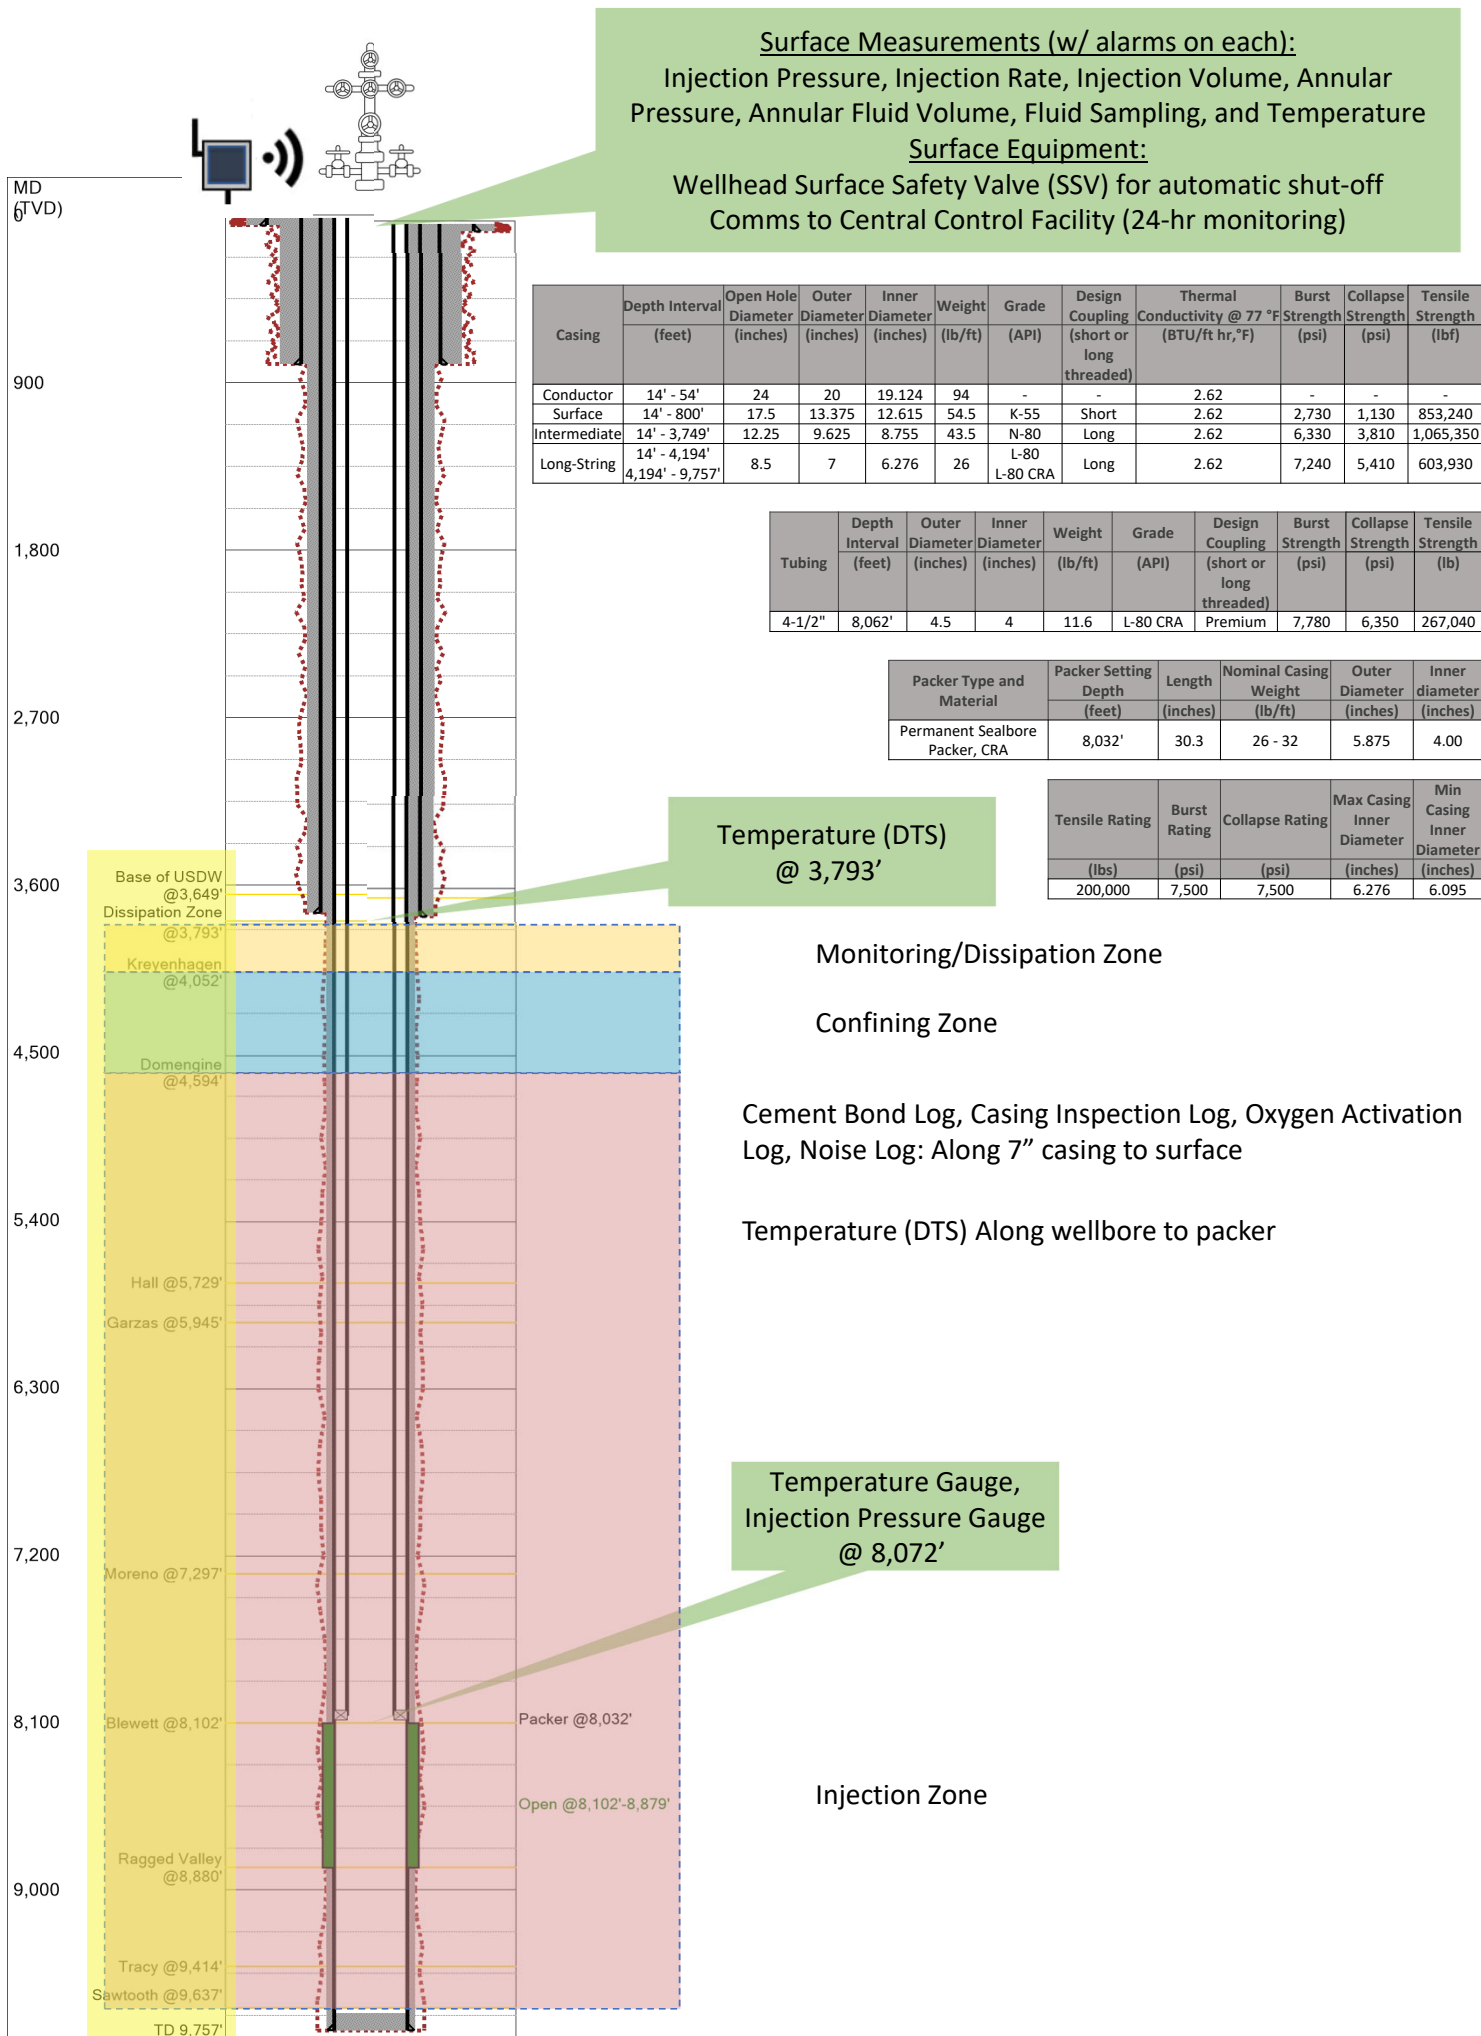 Surface Measurements (w/ alarms on each):
Injection Pressure, Injection Rate, Injection Volume, Annular
Pressure, Annular Fluid Volume, Fluid Sampling, and Temperature
Surface Equipment:
Wellhead Surface Safety Valve (SSV) for automatic shut-off
Comms to Central Control Facility (24-hr monitoring)
MD
(TVD)
0
900
1,800
2,700
3,600
4,500
5,400
6,300
7,200
8,100
9,000
Casing Depth Interval Open Hole Diameter Outer Diameter Inner Diameter Weight Grade Design Coupling Thermal Conductivity @ 77 °F Burst Strength Collapse Strength Tensile Strength
(feet) (inches) (inches) (inches) (lb/ft) (API) (short or long threaded) (BTU/ft hr,°F) (psi) (psi) (lbf)
Conductor 14' - 54' 24 20 19.124 94 - - 2.62 - - -
Surface 14' - 800' 17.5 13.375 12.615 54.5 K-55 Short 2.62 2,730 1,130 853,240
Intermediate 14' - 3,749' 12.25 9.625 8.755 43.5 N-80 Long 2.62 6,330 3,810 1,065,350
Long-String 14' - 4,194' 4,194' - 9,757' 8.5 7 6.276 26 L-80 L-80 CRA Long 2.62 7,240 5,410 603,930
Tubing Depth Interval Outer Diameter Inner Diameter Weight Grade Design Coupling Burst Strength Collapse Strength Tensile Strength
(feet) (inches) (inches) (lb/ft) (API) (short or long threaded) (psi) (psi) (lb)
4-1/2" 8,062' 4.5 4 11.6 L-80 CRA Premium 7,780 6,350 267,040
Packer Type and Material Packer Setting Depth Length Nominal Casing Weight Outer Diameter Inner diameter
(feet) (inches) (lb/ft) (inches) (inches)
Permanent Sealbore Packer, CRA 8,032' 30.3 26 - 32 5.875 4.00
Tensile Rating Burst Rating Collapse Rating Max Casing Inner Diameter Min Casing Inner Diameter
(lbs) (psi) (psi) (inches) (inches)
200,000 7,500 7,500 6.276 6.095
Temperature (DTS)
@ 3,793’
Base of USDW
@3,649'
Dissipation Zone
@3,793'
Kreyenhagen
@4,052'
Domengine
@4,594'
Hall @5,729'
Garzas @5,945'
Moreno @7,297'
Blewett @8,102'
Ragged Valley
@8,880'
Tracy @9,414'
Sawtooth @9,637'
TD 9,757'
Monitoring/Dissipation Zone
Confining Zone
Cement Bond Log, Casing Inspection Log, Oxygen Activation
Log, Noise Log: Along 7” casing to surface
Temperature (DTS) Along wellbore to packer
Temperature Gauge,
Injection Pressure Gauge
@ 8,072’
Packer @8,032'
Open @8,102'-8,879'
Injection Zone